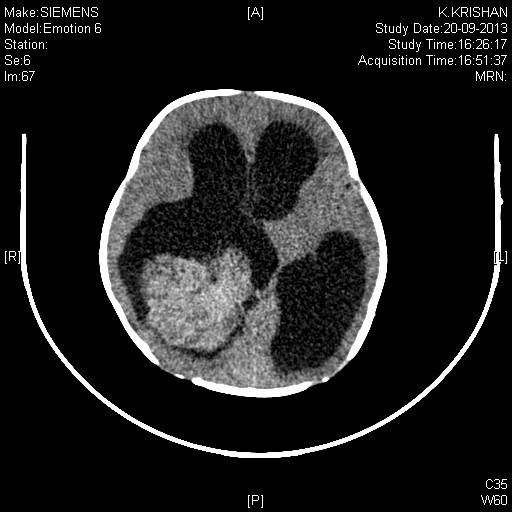 Make:SIEMENS
Model:Emotion 6
Station:
Se:6
Im:67
[A]
K.KRISHAN
Study Date:20-09-2013
Study Time:16:26:17
Acquisition Time:16:51:37
MRN:
[R]
[L]
[P]
C35
W60